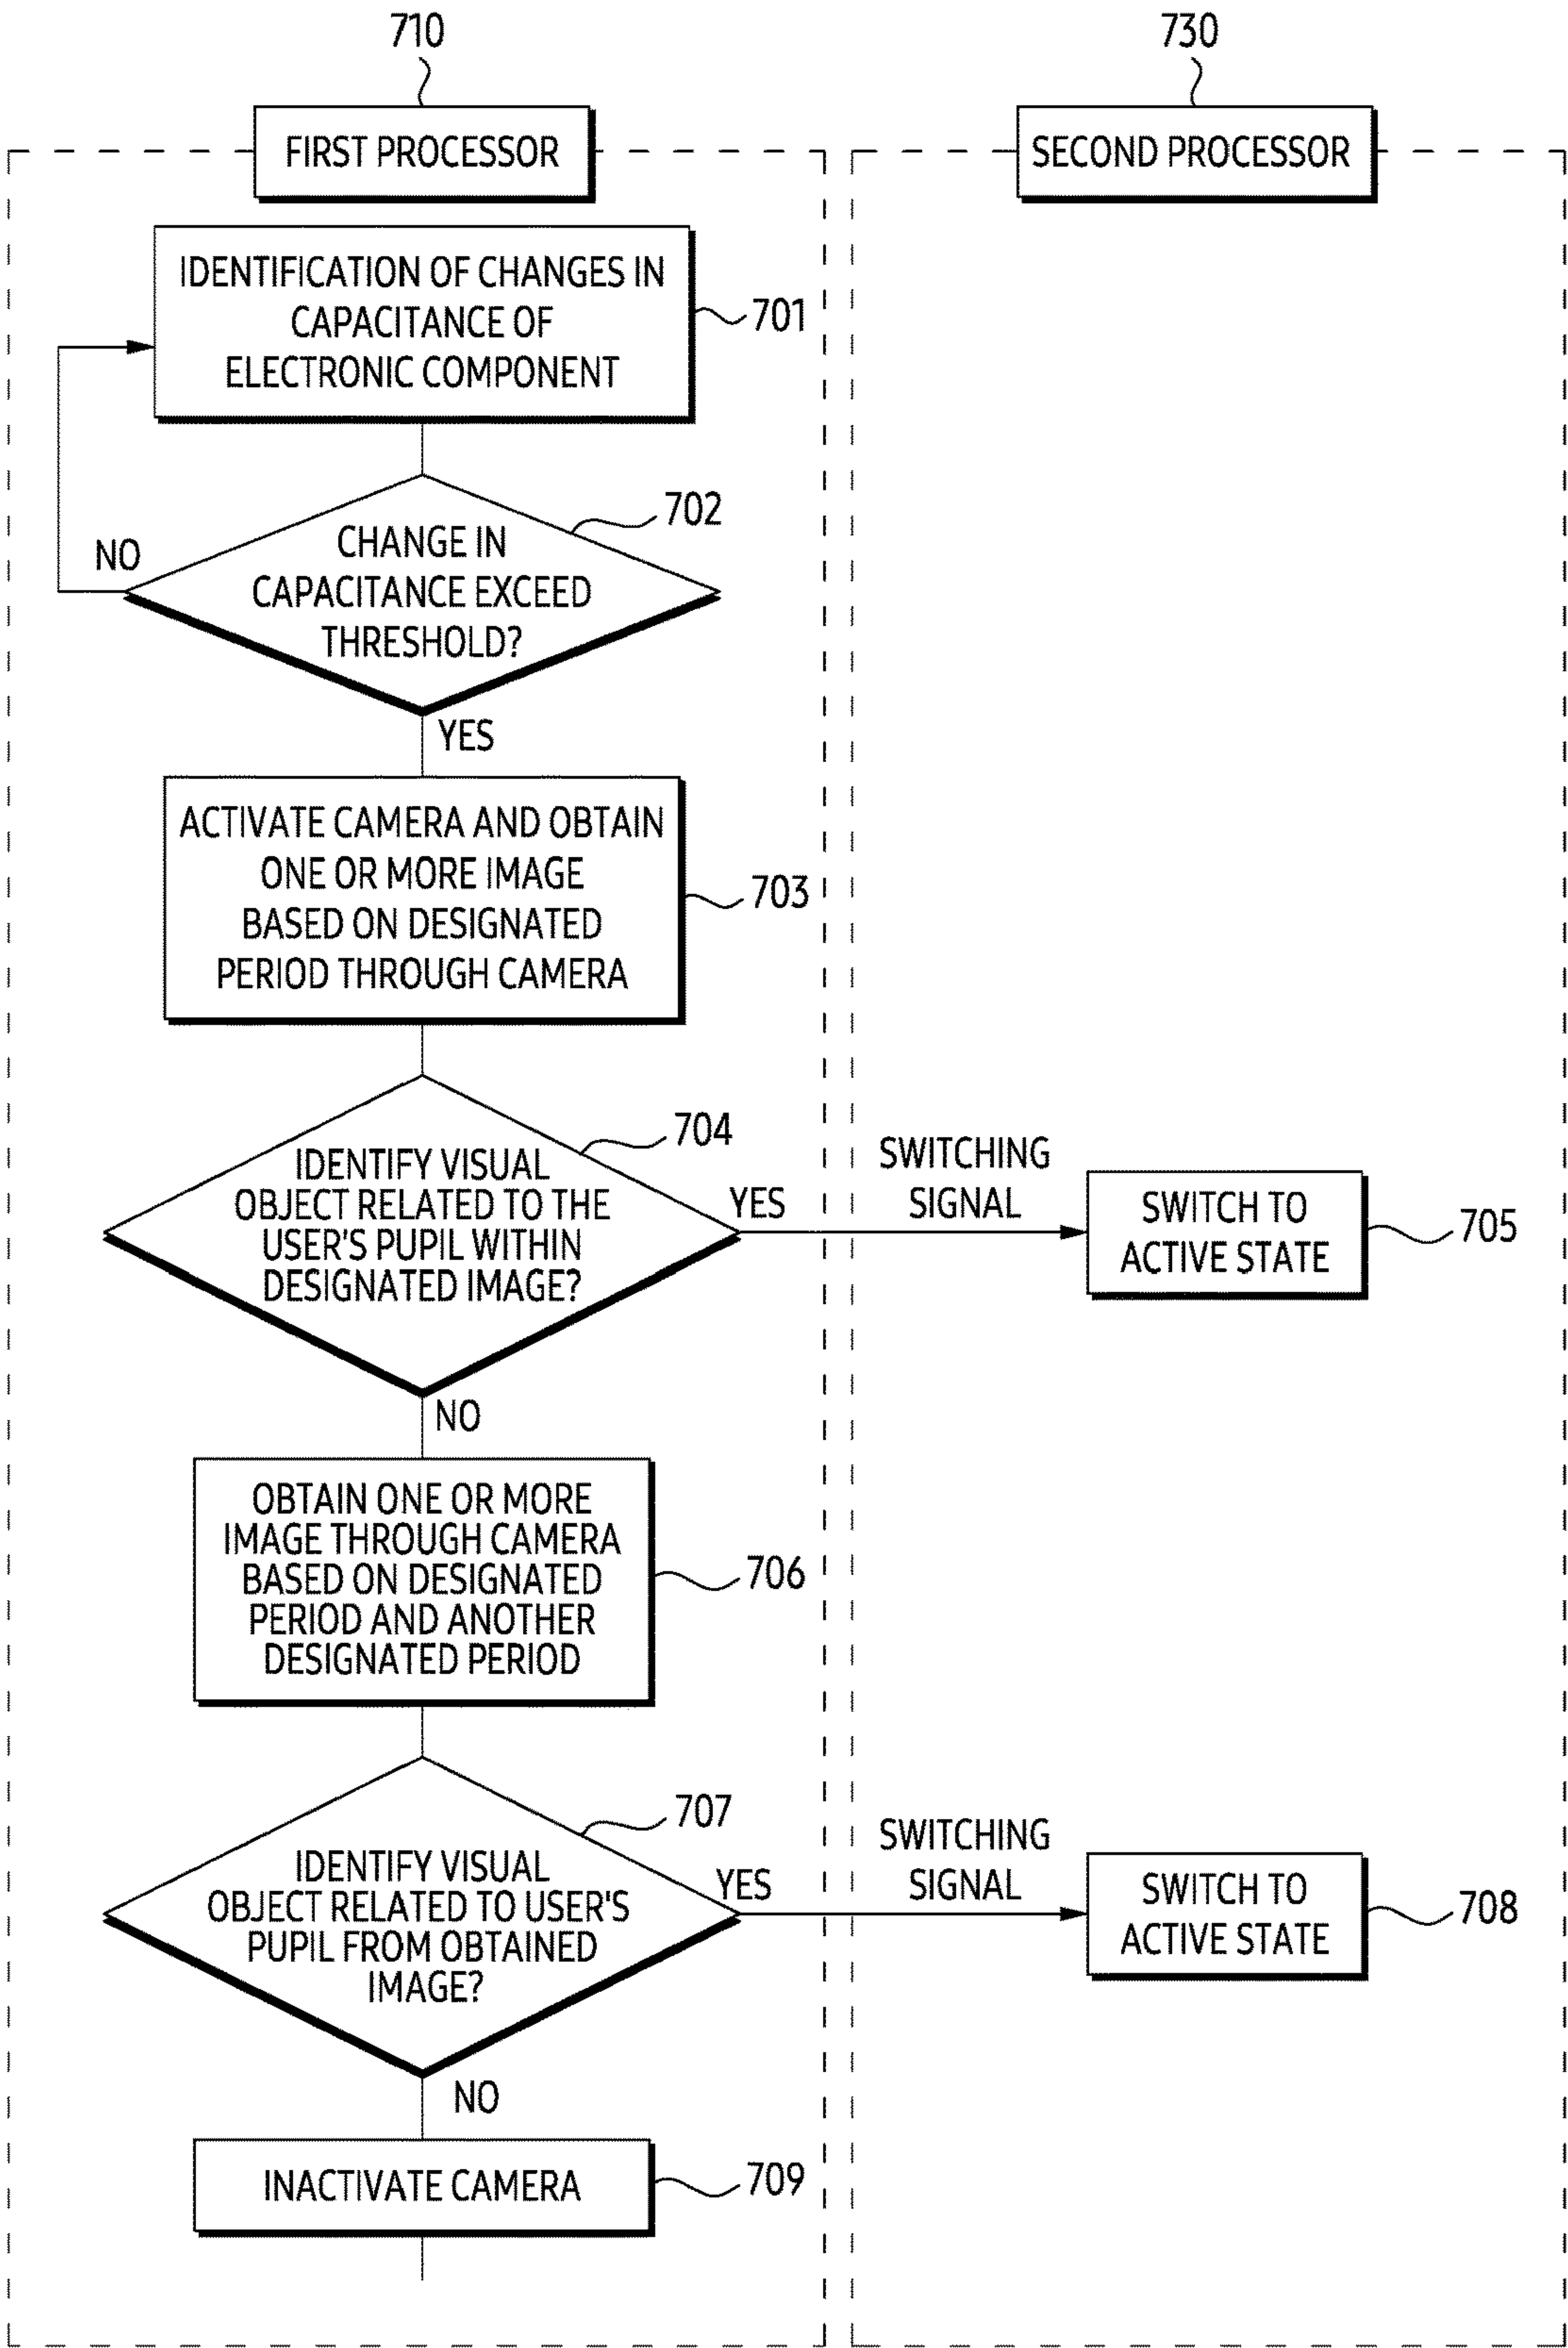 710
730
FIRST PROCESSOR
SECOND PROCESSOR
IDENTIFICATION OF CHANGES IN
CAPACITANCE OF
ELECTRONIC COMPONENT
701
702
NO
CHANGE IN
CAPACITANCE EXCEED
THRESHOLD?
YES
ACTIVATE CAMERA AND OBTAIN
ONE OR MORE IMAGE
BASED ON DESIGNATED
PERIOD THROUGH CAMERA
703
704
IDENTIFY VISUAL
OBJECT RELATED TO THE
USER'S PUPIL WITHIN
DESIGNATED IMAGE?
YES
SWITCHING
SIGNAL
SWITCH TO
ACTIVE STATE
705
NO
OBTAIN ONE OR MORE
IMAGE THROUGH CAMERA
BASED ON DESIGNATED
PERIOD AND ANOTHER
DESIGNATED PERIOD
706
707
IDENTIFY VISUAL
OBJECT RELATED TO USER'S
PUPIL FROM OBTAINED
IMAGE?
YES
SWITCHING
SIGNAL
SWITCH TO
ACTIVE STATE
708
NO
INACTIVATE CAMERA
709